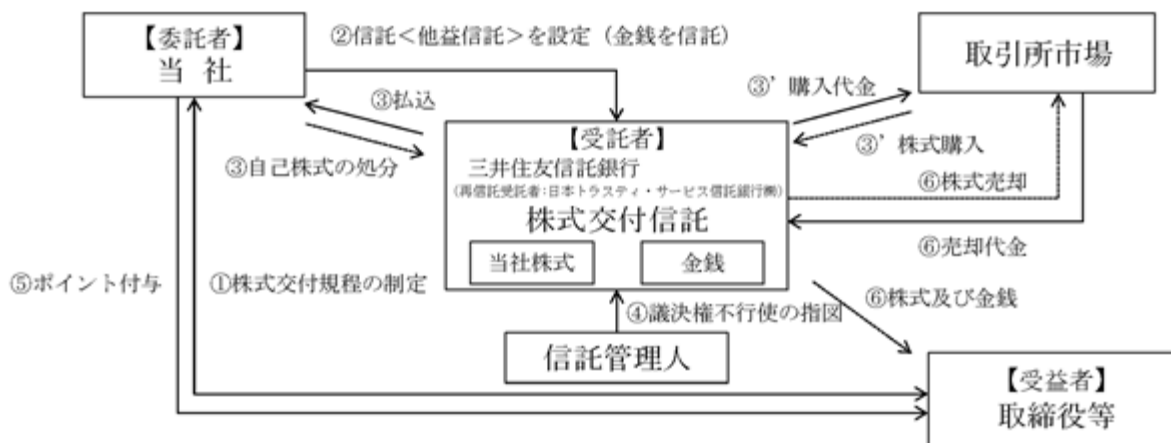 【委託者】
当 社
②信託<他益信託>を設定（金銭を信託）
取引所市場
③払込
③自己株式の処分
③’購入代金
③’株式購入
【受託者】
三井住友信託銀行
(再信託受託者:日本トラスティ・サービス信託銀行㈱)
株式交付信託
当社株式
金銭
⑥株式売却
⑥売却代金
⑤ポイント付与
①株式交付規程の制定
④議決権不行使の指図
⑥株式及び金銭
信託管理人
【受益者】
取締役等